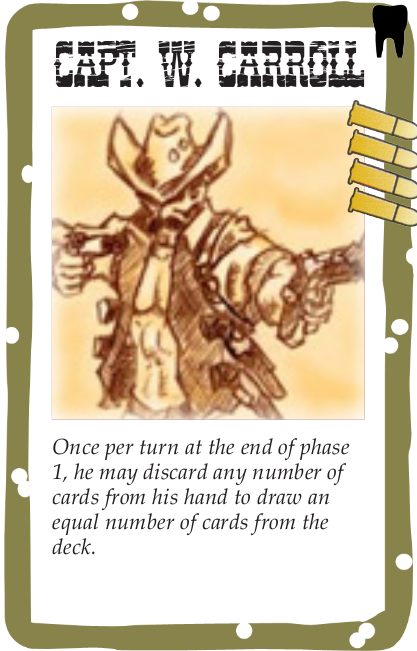 CAPT. W. CARROLL
Once per turn at the end of phase
1, he may discard any number of
cards from his hand to draw an
equal number of cards from the
deck.